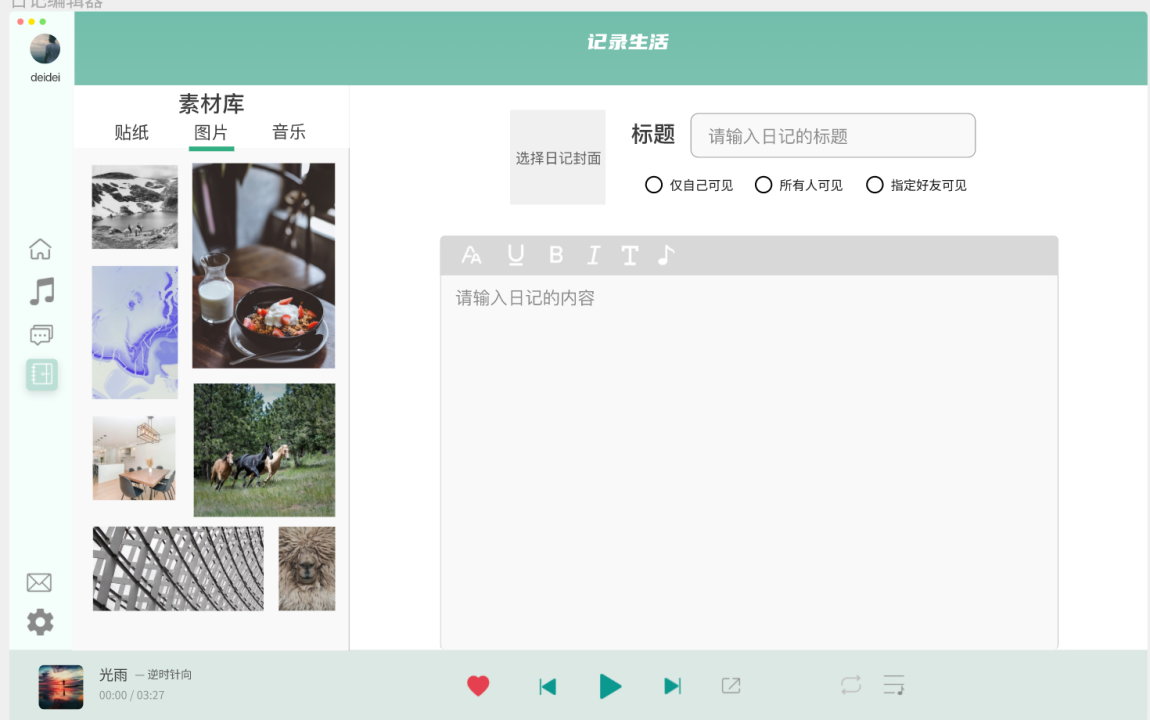 日记编辑器
记录生活
deidei
素材库
贴纸 图片 音乐
选择日记封面
标题 请输入日记的标题
仅自己可见 所有人可见 指定好友可见
A A U B I T
请输入日记的内容
光雨 — 逆时针向
00:00 / 03:27